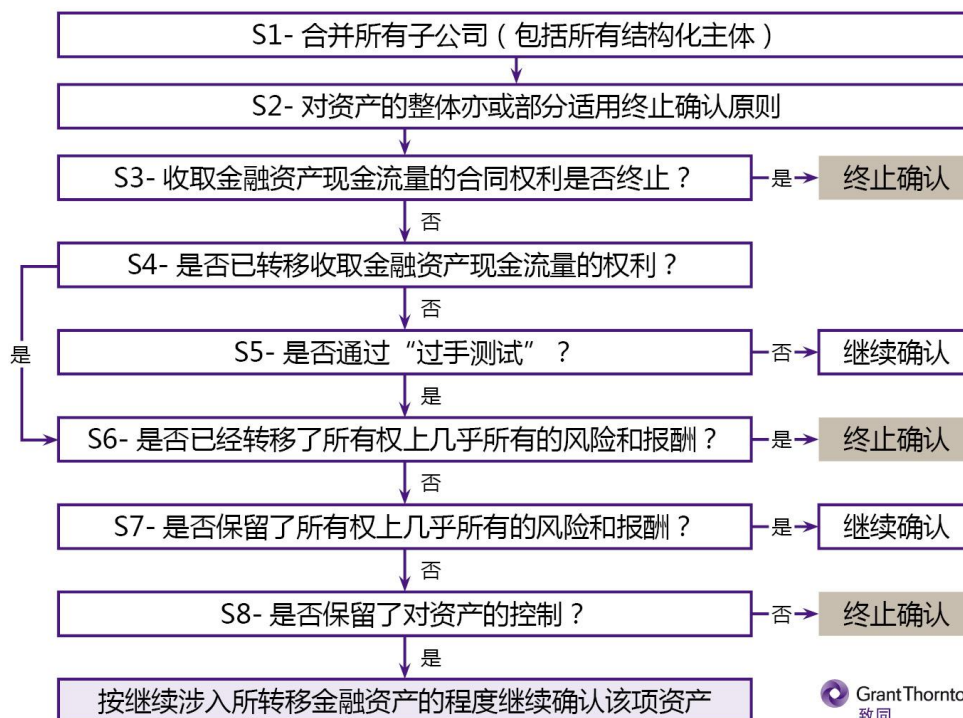 S1- 合并所有子公司（包括所有结构化主体）
S2- 对资产的整体亦或部分适用终止确认原则
S3- 收取金融资产现金流量的合同权利是否终止？
是
终止确认
否
S4- 是否已转移收取金融资产现金流量的权利？
否
是
S5- 是否通过“过手测试”？
否
继续确认
是
S6- 是否已经转移了所有权上几乎所有的风险和报酬？
是
终止确认
否
S7- 是否保留了所有权上几乎所有的风险和报酬？
是
继续确认
否
S8- 是否保留了对资产的控制？
否
终止确认
是
按继续涉入所转移金融资产的程度继续确认该项资产
GrantThornto
致同